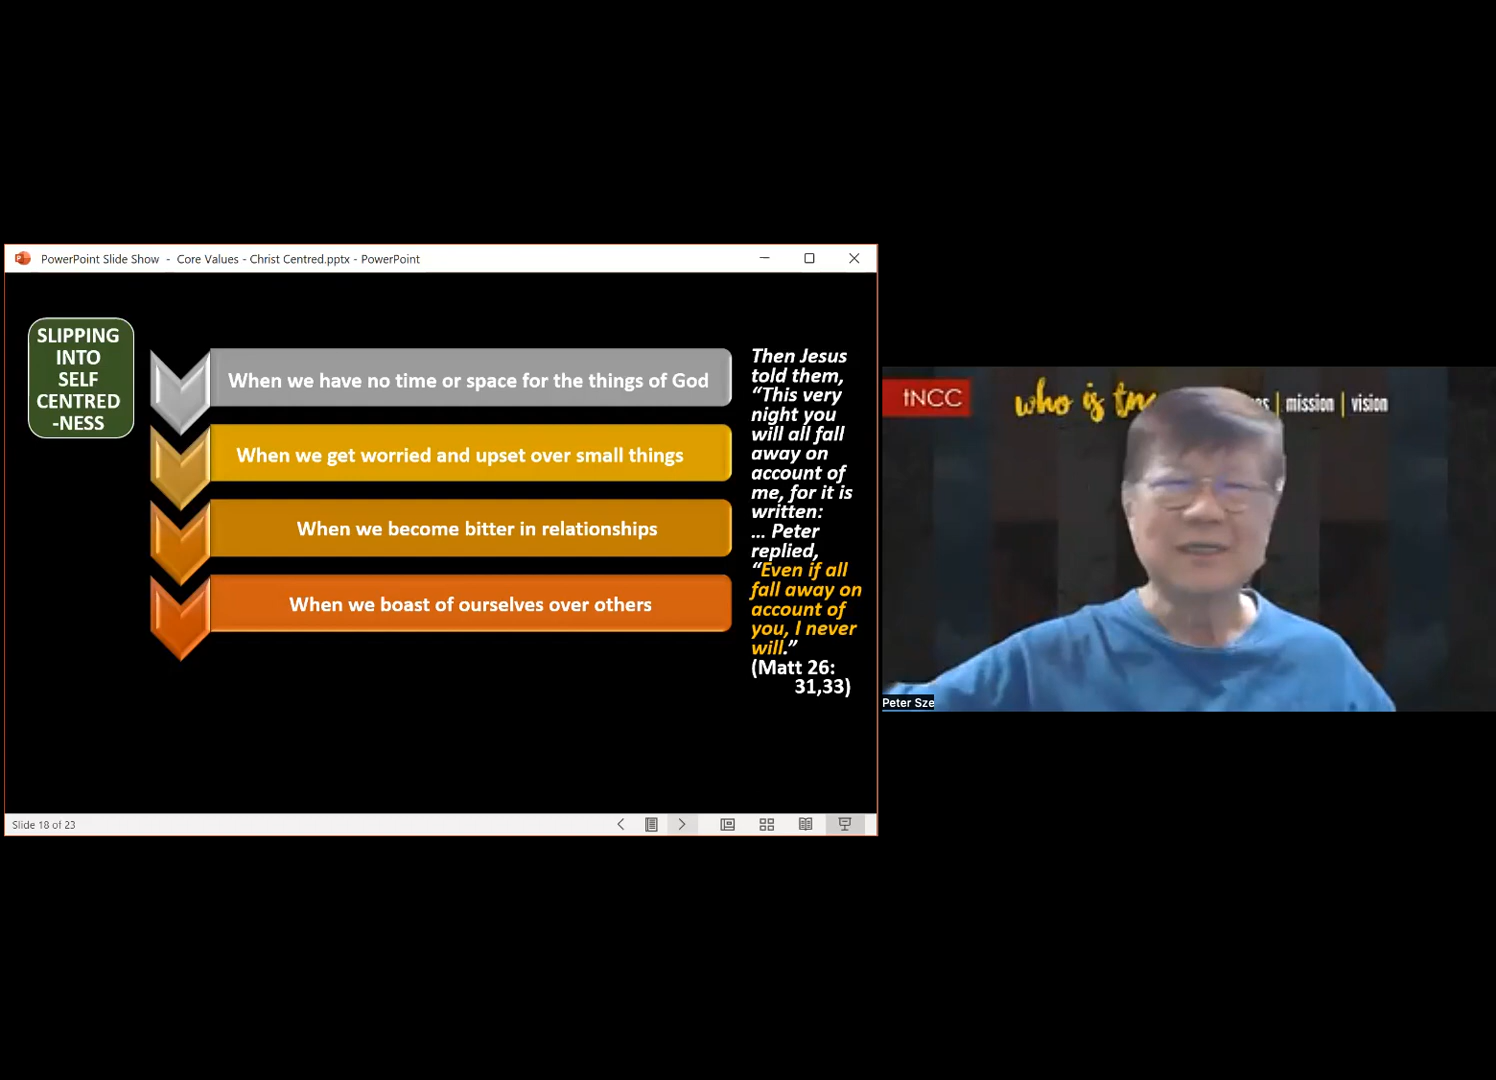 PowerPoint Slide Show - Core Values - Christ Centred.pptx - PowerPoint
SLIPPING
INTO
SELF
CENTRED
-NESS
When we have no time or space for the things of God
When we get worried and upset over small things
When we become bitter in relationships
When we boast of ourselves over others
Then Jesus
told them,
“This very
night you
will all fall
away on
account of
me, for it is
written:
... Peter
replied,
“Even if all
fall away on
account of
you, I never
will.”
(Matt 26:
31,33)
Slide 18 of 23
tNCC
who is
| mission | vision
Peter Sze